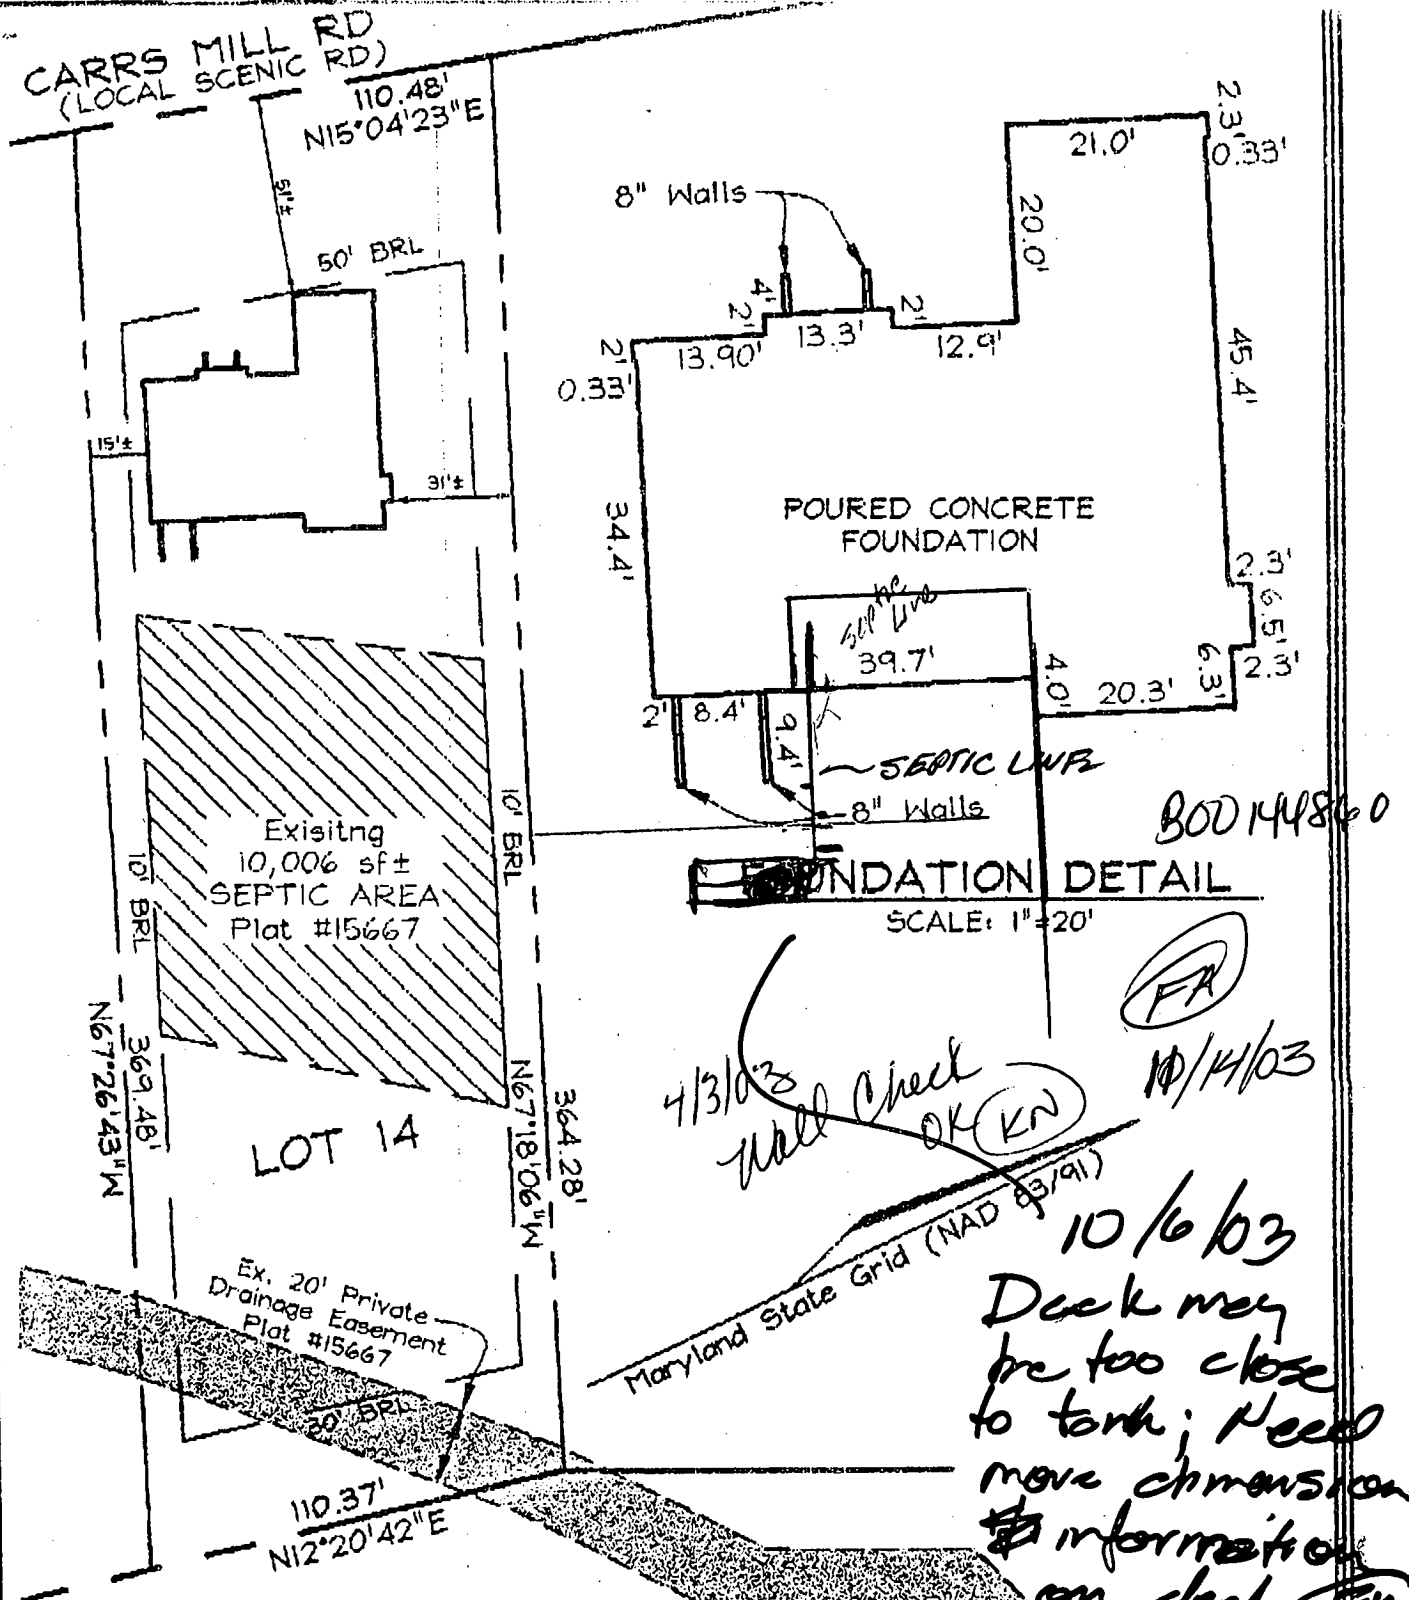 CARRS MILL RD
(LOCAL SCENIC RD)
110.48'
N15°04'23"E
51'±
50' BRL
15'±
31'±
8" Walls
21.0'
2.3'
0.33'
20.0'
4'
2'
2'
13.3'
13.90'
12.9'
2'
0.33'
45.4'
34.4'
POURED CONCRETE
FOUNDATION
septic
line
39.7'
2.3'
6.5'
2.3'
6.3'
4.0'
20.3'
2'
8.4'
9.4'
SEPTIC LINE
8" Walls
B00144860
FOUNDATION DETAIL
SCALE: 1"=20'
Exisitng
10,006 sf±
SEPTIC AREA
Plat #15667
10' BRL
10' BRL
N67°26'43"W
369.48'
N67°18'06"W
364.28'
LOT 14
FA
10/14/03
4/3/03
Wall Check
OK KN
Maryland State Grid (NAD 83/91)
Ex. 20' Private
Drainage Easement
Plat #15667
30' BRL
110.37'
N12°20'42"E
10/6/03
Deck may
be too close
to tank; Need
more dimension
information
on deck